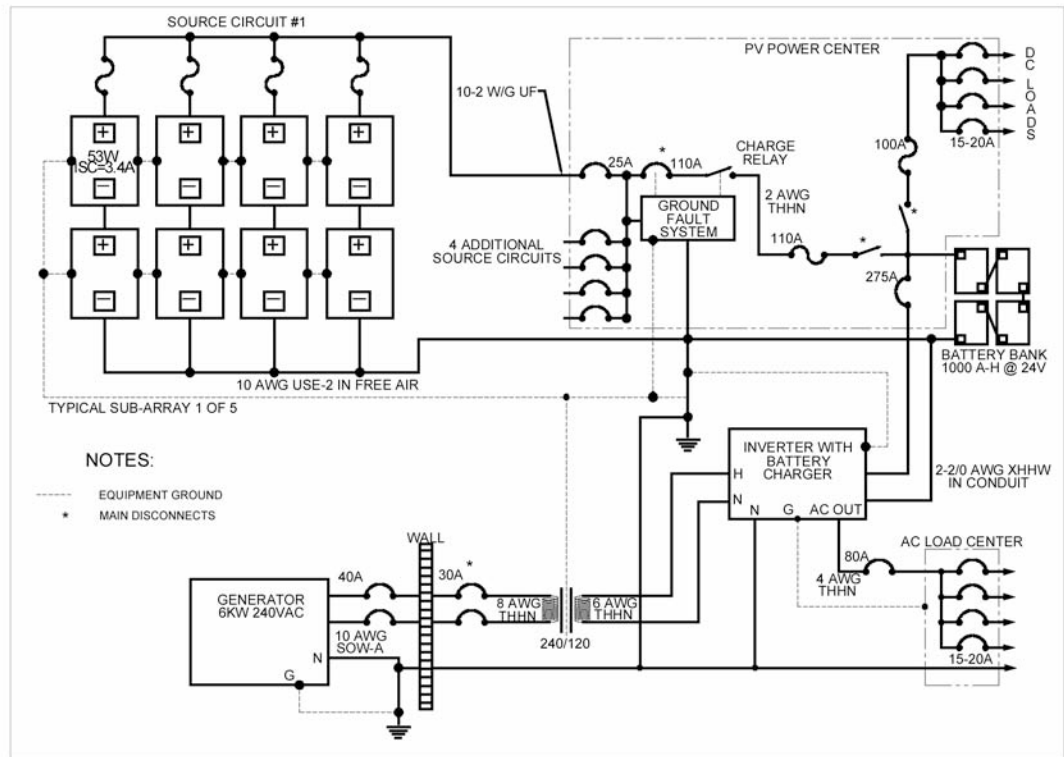 SOURCE CIRCUIT #1
PV POWER CENTER
DC LOADS
10-2 W/G UF
+
+
+
+
53W
ISC=3.4A
−
−
−
−
25A
*
110A
CHARGE
RELAY
100A
15-20A
2 AWG
THHN
GROUND
FAULT
SYSTEM
*
+
+
+
+
−
−
−
−
4 ADDITIONAL
SOURCE CIRCUITS
110A
*
275A
BATTERY BANK
1000 A-H @ 24V
10 AWG USE-2 IN FREE AIR
TYPICAL SUB-ARRAY 1 OF 5
NOTES:
EQUIPMENT GROUND
* MAIN DISCONNECTS
INVERTER WITH
BATTERY
CHARGER
H
N
N G AC OUT
2-2/0 AWG XHHW
IN CONDUIT
WALL
AC LOAD CENTER
80A
4 AWG
THHN
15-20A
GENERATOR
6KW 240VAC
N
G
40A
30A
*
10 AWG
SOW-A
8 AWG
THHN
6 AWG
THHN
240/120